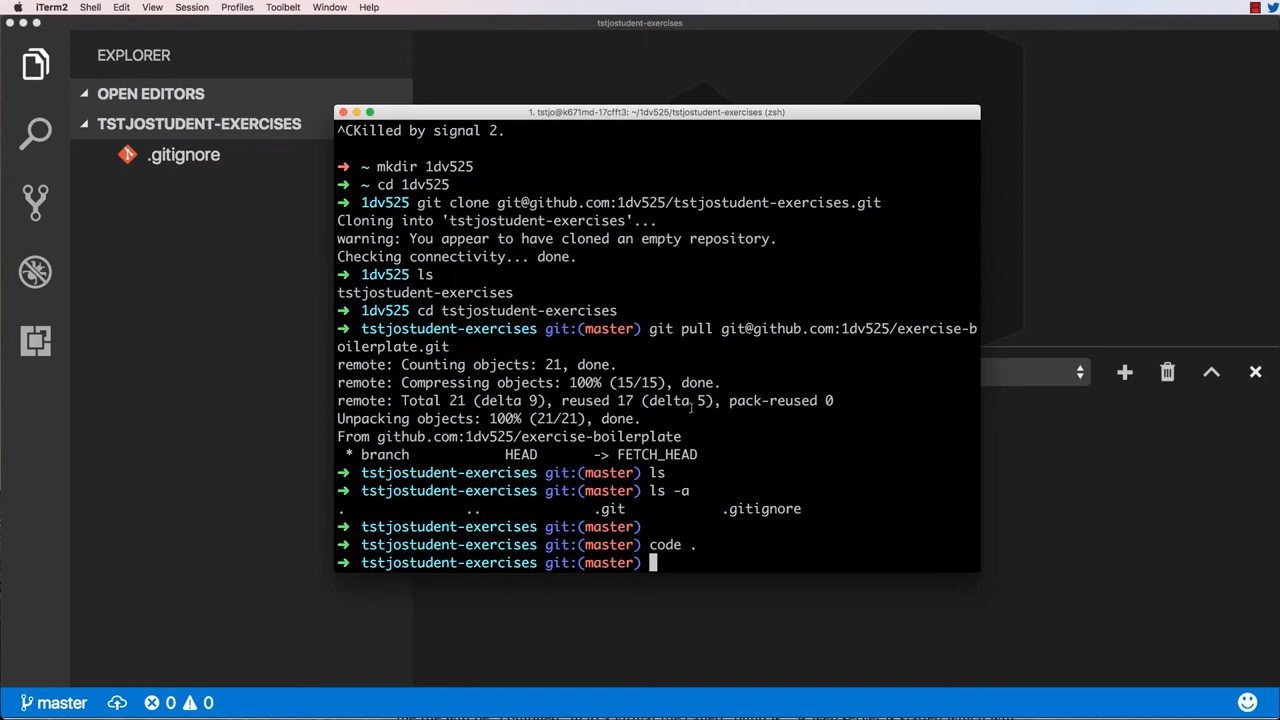 iTerm2 Shell Edit View Session Profiles Toolbelt Window Help
tstjostudent-exercises
EXPLORER
OPEN EDITORS
TSTJOSTUDENT-EXERCISES
.gitignore
1. tstjo@k671md-17cfft3: ~/1dv525/tstjostudent-exercises (zsh)
^CKilled by signal 2.
➜ ~ mkdir 1dv525
➜ ~ cd 1dv525
➜ 1dv525 git clone git@github.com:1dv525/tstjostudent-exercises.git
Cloning into 'tstjostudent-exercises'...
warning: You appear to have cloned an empty repository.
Checking connectivity... done.
➜ 1dv525 ls
tstjostudent-exercises
➜ 1dv525 cd tstjostudent-exercises
➜ tstjostudent-exercises git:(master) git pull git@github.com:1dv525/exercise-b
oilerplate.git
remote: Counting objects: 21, done.
remote: Compressing objects: 100% (15/15), done.
remote: Total 21 (delta 9), reused 17 (delta 5), pack-reused 0
Unpacking objects: 100% (21/21), done.
From github.com:1dv525/exercise-boilerplate
* branch HEAD -> FETCH_HEAD
➜ tstjostudent-exercises git:(master) ls
➜ tstjostudent-exercises git:(master) ls -a
. .. .git .gitignore
➜ tstjostudent-exercises git:(master)
➜ tstjostudent-exercises git:(master) code .
➜ tstjostudent-exercises git:(master)
master 0 0